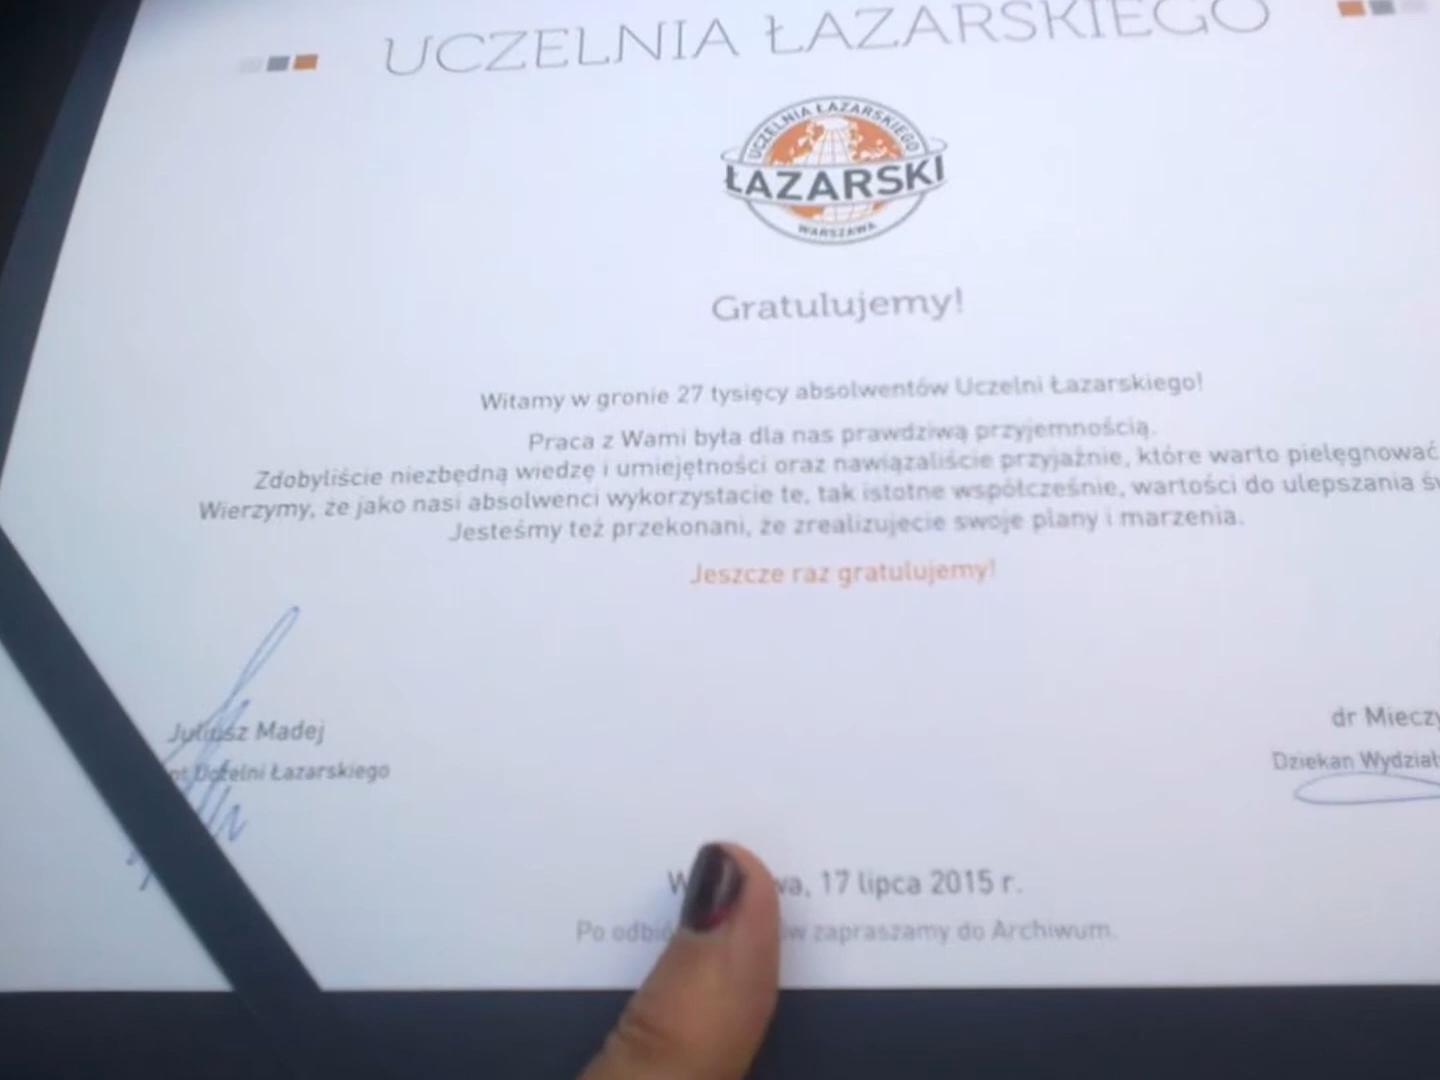 UCZELNIA ŁAZARSKIEGO
UCZELNIA ŁAZARSKIEGO
ŁAZARSKI
WARSZAWA
Gratulujemy!
Witamy w gronie 27 tysięcy absolwentów Uczelni Łazarskiego!
Praca z Wami była dla nas prawdziwą przyjemnością.
Zdobyliście niezbędną wiedzę i umiejętności oraz nawiązaliście przyjaźnie, które warto pielęgnować
Wierzymy, że jako nasi absolwenci wykorzystacie te, tak istotne współcześnie, wartości do ulepszania
Jesteśmy też przekonani, że zrealizujecie swoje plany i marzenia.
Jeszcze raz gratulujemy!
Juliusz Madej
Uczelni Łazarskiego
dr
Dziekan
17 lipca 2015 r.
Po zapraszamy do Archiwum.